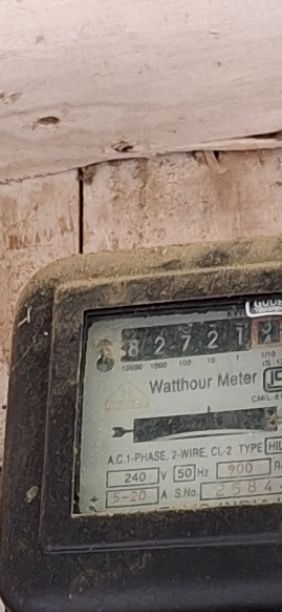 8 2 7 2 1
10000 1000 100 10 1 1/10
Watthour Meter
A.C.1-PHASE, 2-WIRE, CL-2 TYPE
240 V 50 Hz 900
5-20 A S.No. 2584